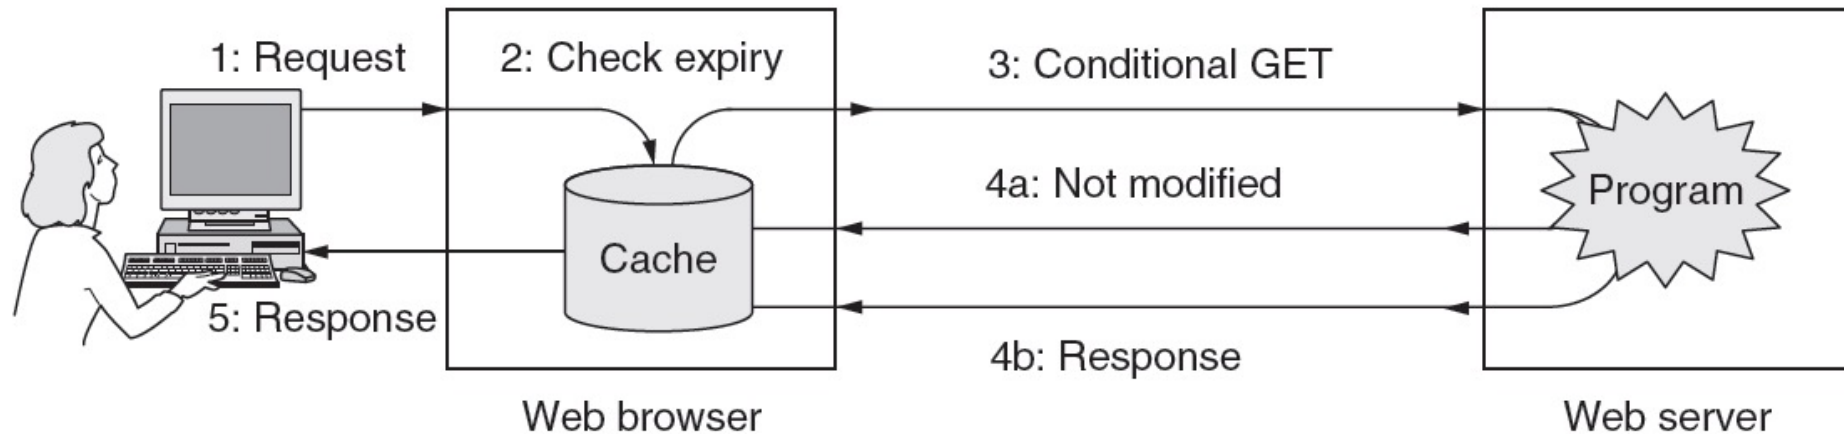 1: Request
2: Check expiry
3: Conditional GET
4a: Not modified
Program
Cache
5: Response
4b: Response
Web browser
Web server